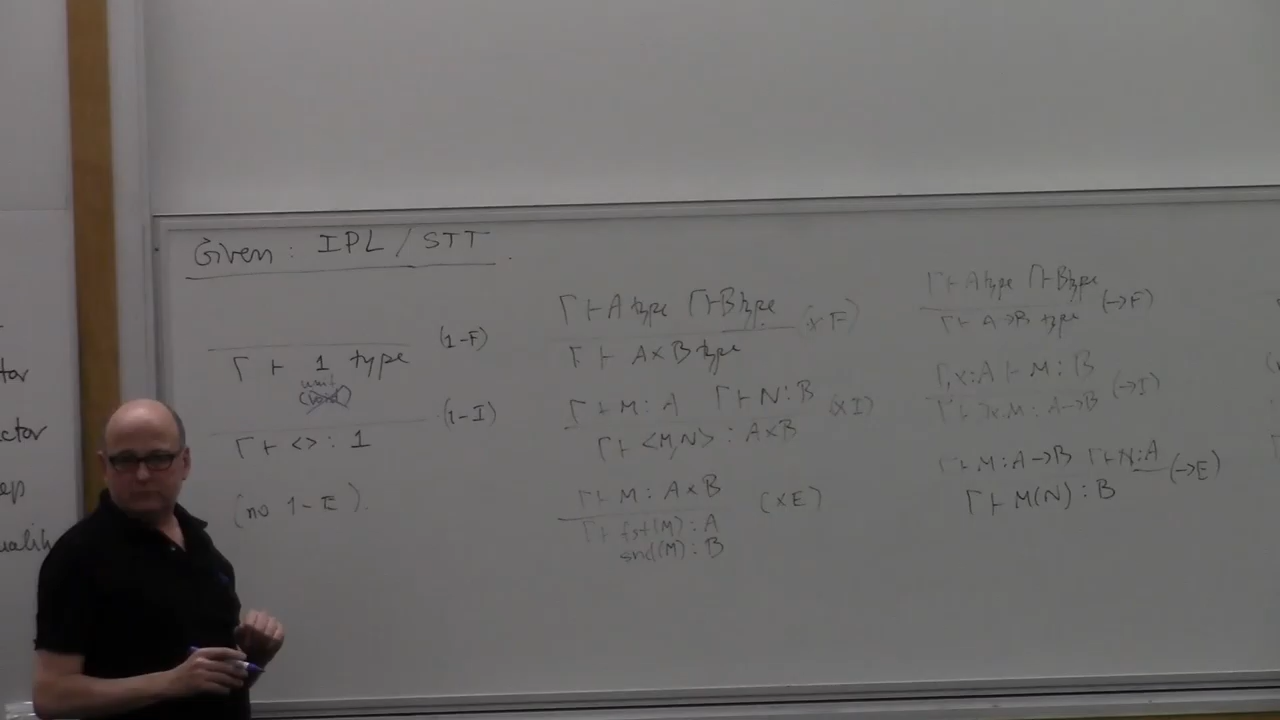 Given : IPL / STT
Γ ⊢ 1 type (1-F)
unit
Γ ⊢ <> : 1 (1-I)
(no 1-E).
Γ ⊢ A type Γ ⊢ B type (×F)
Γ ⊢ A×B type
Γ ⊢ M : A Γ ⊢ N : B (×I)
Γ ⊢ <M,N> : A×B
Γ ⊢ M : A×B (×E)
Γ ⊢ fst(M) : A
snd(M) : B
Γ ⊢ A type Γ ⊢ B type (→F)
Γ ⊢ A→B type
Γ, x:A ⊢ M : B (→I)
Γ ⊢ λx.M : A→B
Γ ⊢ M : A→B Γ ⊢ N : A (→E)
Γ ⊢ M(N) : B